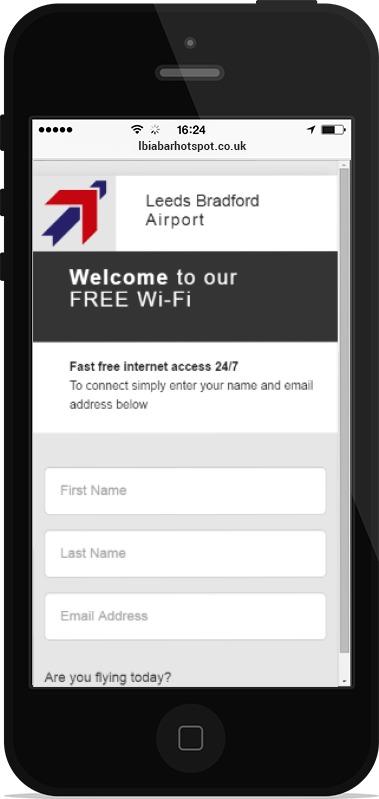 16:24
lbiabarhotspot.co.uk
Leeds Bradford
Airport
Welcome to our
FREE Wi-Fi
Fast free internet access 24/7
To connect simply enter your name and email
address below
First Name
Last Name
Email Address
Are you flying today?